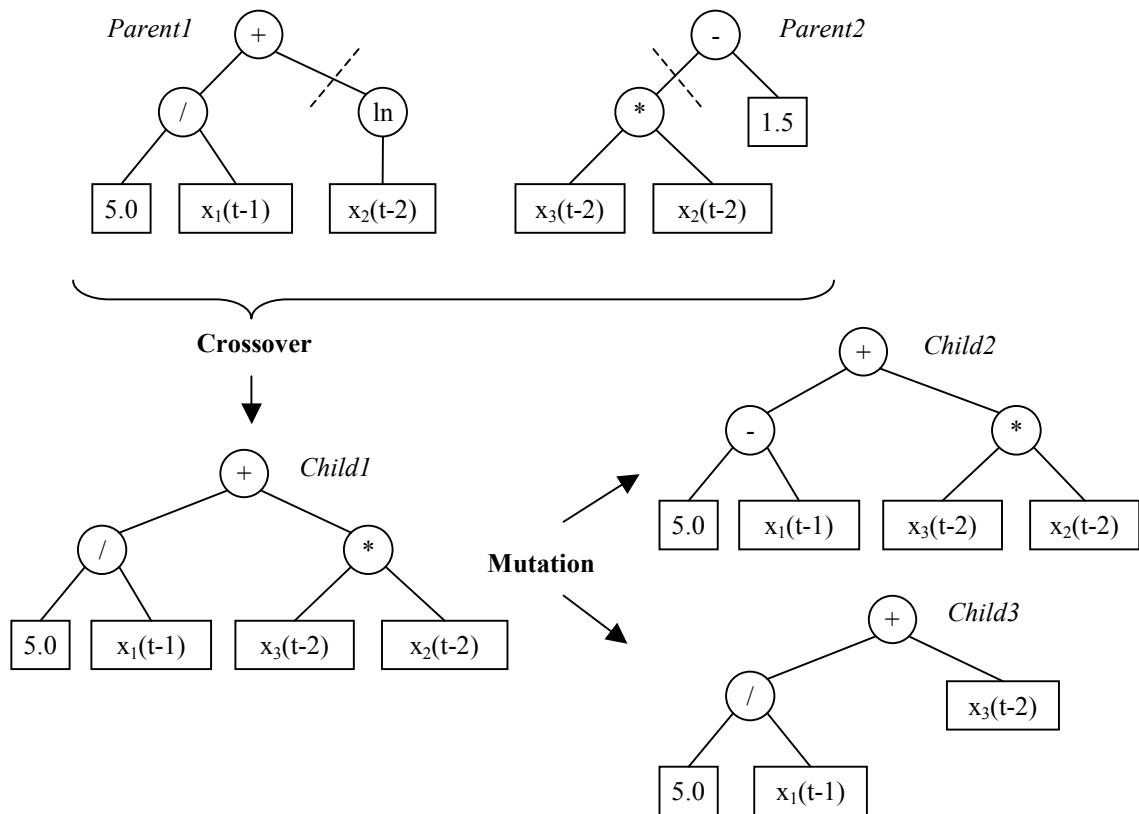 Parent1 + - Parent2
/ ln * 1.5
5.0 x₁(t-1) x₂(t-2) x₃(t-2) x₂(t-2)
Crossover
+ Child2
- *
5.0 x₁(t-1) x₃(t-2) x₂(t-2)
+ Child1
/ *
5.0 x₁(t-1) x₃(t-2) x₂(t-2)
Mutation
+ Child3
/ x₃(t-2)
5.0 x₁(t-1)